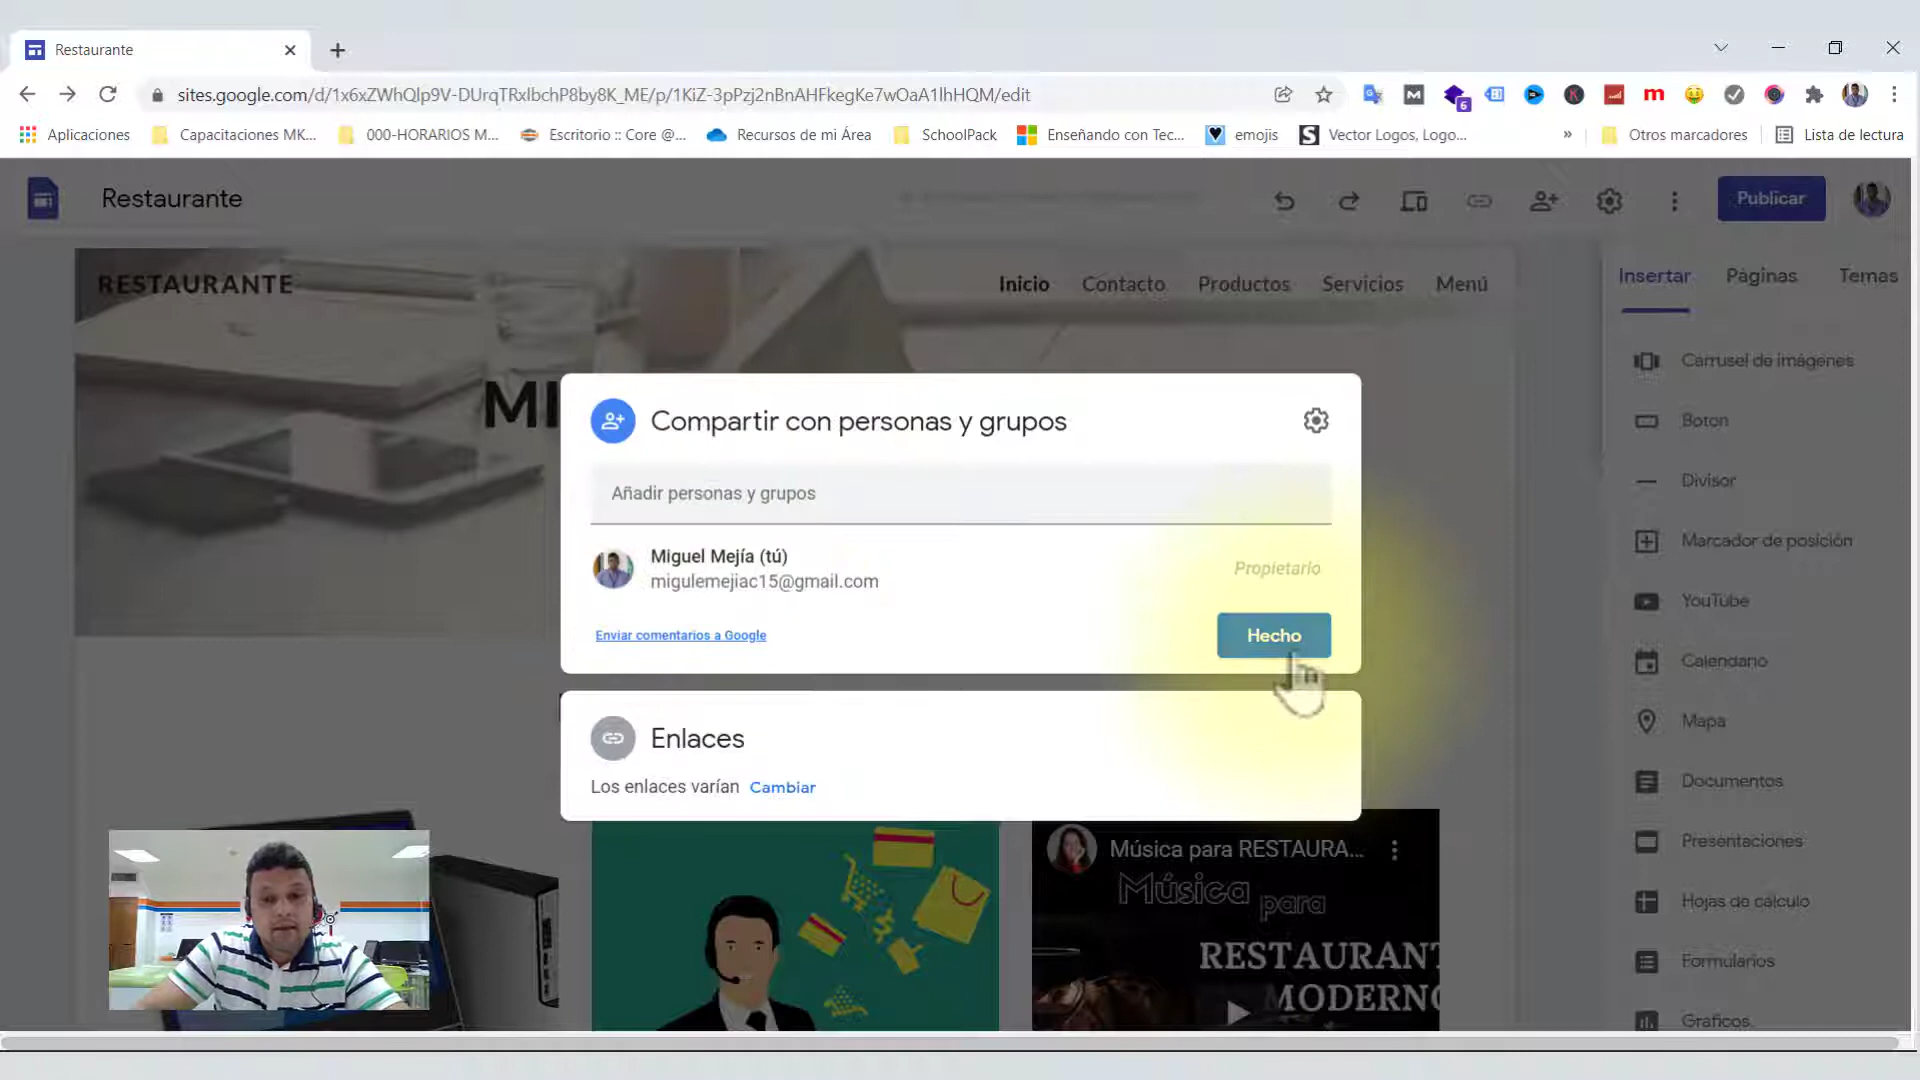 Restaurante
sites.google.com/d/1x6xZWhQlp9V-DUrqTRxlbchP8by8K_ME/p/1KiZ-3pPzj2nBnAHFkegKe7wOaA1lhHQM/edit
6
Aplicaciones
Capacitaciones MK...
000-HORARIOS M...
Escritorio :: Core @...
Recursos de mi Área
SchoolPack
Enseñando con Tec...
emojis
Vector Logos, Logo...
»
Otros marcadores
Lista de lectura
Restaurante
Publicar
RESTAURANTE
Inicio
Contacto
Productos
Servicios
Menú
Insertar
Páginas
Temas
MI
Compartir con personas y grupos
Añadir personas y grupos
Miguel Mejía (tú)
migulemejiac15@gmail.com
Propietario
Enviar comentarios a Google
Hecho
Enlaces
Los enlaces varían Cambiar
Carrusel de imágenes
Botón
Divisor
Marcador de posición
YouTube
Calendario
Mapa
Documentos
Presentaciones
Hojas de cálculo
Formularios
Gráficos
Música para RESTAURA...
Música para
RESTAURANT
MODERNO